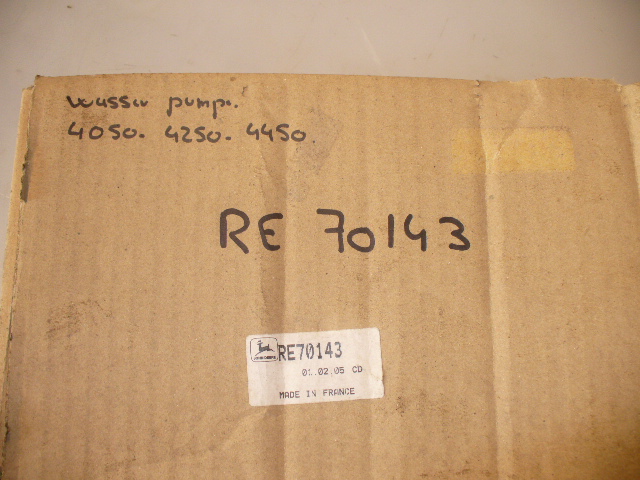 wasser pump.
4050. 4250. 4450
RE 70143
RE70143
02.05 CD
MADE IN FRANCE